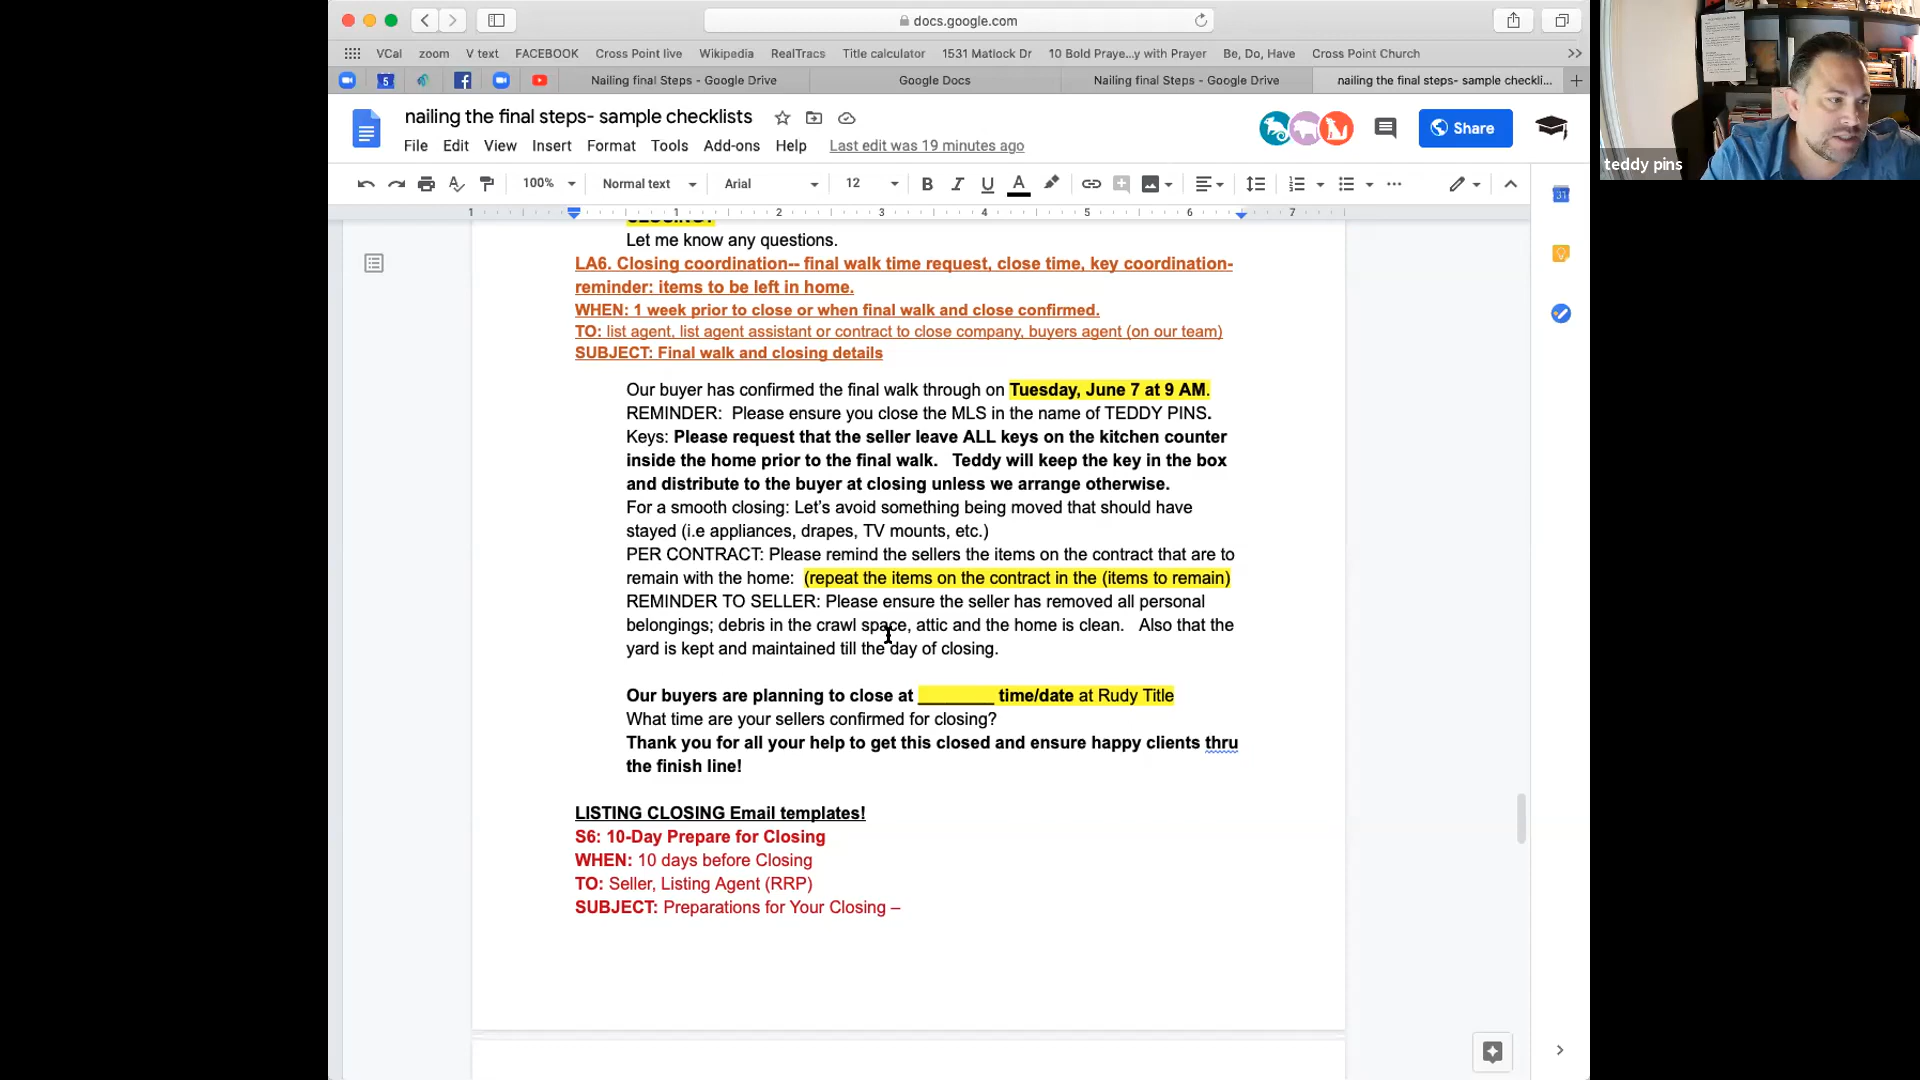 docs.google.com
VCal zoom V text FACEBOOK Cross Point live Wikipedia RealTracs Title calculator 1531 Matlock Dr 10 Bold Praye...y with Prayer Be, Do, Have Cross Point Church
5 Nailing final Steps - Google Drive Google Docs Nailing final Steps - Google Drive nailing the final steps- sample checkli...
nailing the final steps- sample checklists
Share
File Edit View Insert Format Tools Add-ons Help Last edit was 19 minutes ago
100% Normal text Arial 12
1 1 2 3 4 5 6 7
31
teddy pins
CLOSING?
Let me know any questions.
LA6. Closing coordination-- final walk time request, close time, key coordination-
reminder: items to be left in home.
WHEN: 1 week prior to close or when final walk and close confirmed.
TO: list agent, list agent assistant or contract to close company, buyers agent (on our team)
SUBJECT: Final walk and closing details
Our buyer has confirmed the final walk through on Tuesday, June 7 at 9 AM.
REMINDER: Please ensure you close the MLS in the name of TEDDY PINS.
Keys: Please request that the seller leave ALL keys on the kitchen counter
inside the home prior to the final walk. Teddy will keep the key in the box
and distribute to the buyer at closing unless we arrange otherwise.
For a smooth closing: Let's avoid something being moved that should have
stayed (i.e appliances, drapes, TV mounts, etc.)
PER CONTRACT: Please remind the sellers the items on the contract that are to
remain with the home: (repeat the items on the contract in the (items to remain)
REMINDER TO SELLER: Please ensure the seller has removed all personal
belongings; debris in the crawl space, attic and the home is clean. Also that the
yard is kept and maintained till the day of closing.
Our buyers are planning to close at ________ time/date at Rudy Title
What time are your sellers confirmed for closing?
Thank you for all your help to get this closed and ensure happy clients thru
the finish line!
LISTING CLOSING Email templates!
S6: 10-Day Prepare for Closing
WHEN: 10 days before Closing
TO: Seller, Listing Agent (RRP)
SUBJECT: Preparations for Your Closing –